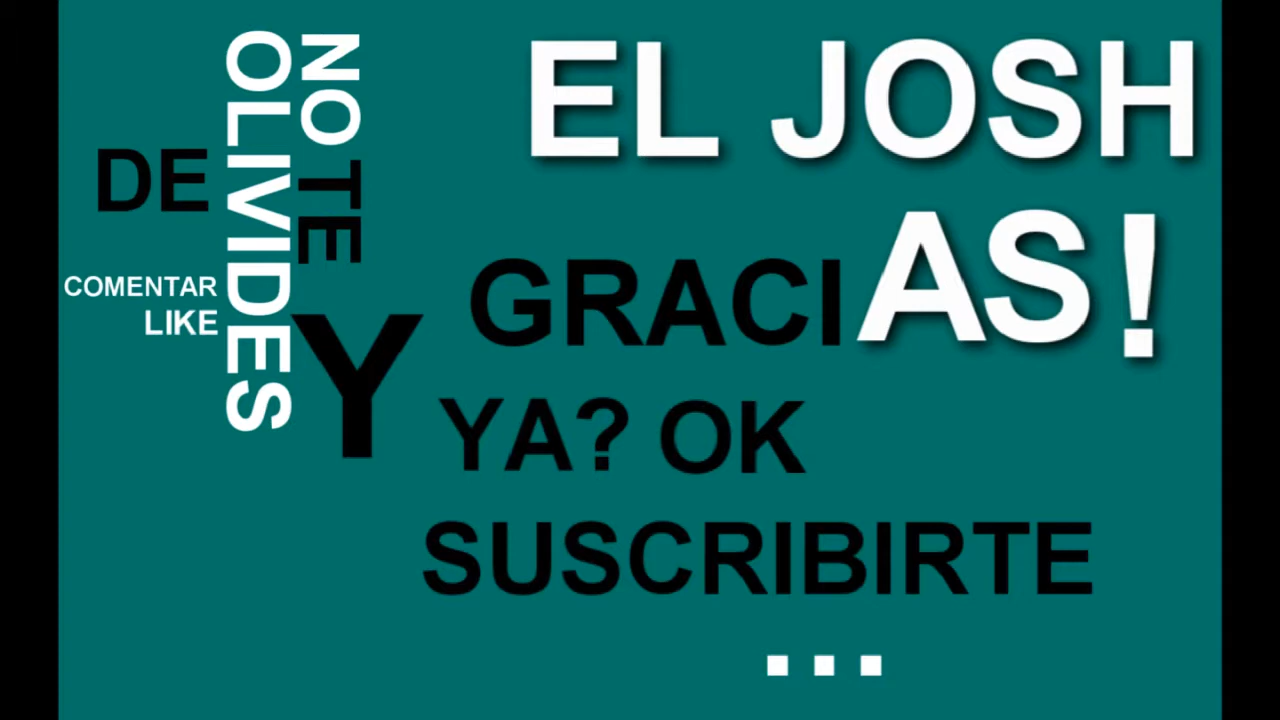 NO TE
OLIVIDES
DE
COMENTAR
LIKE
Y
SUSCRIBIRTE
...
YA? OK
GRACIAS!
EL JOSH